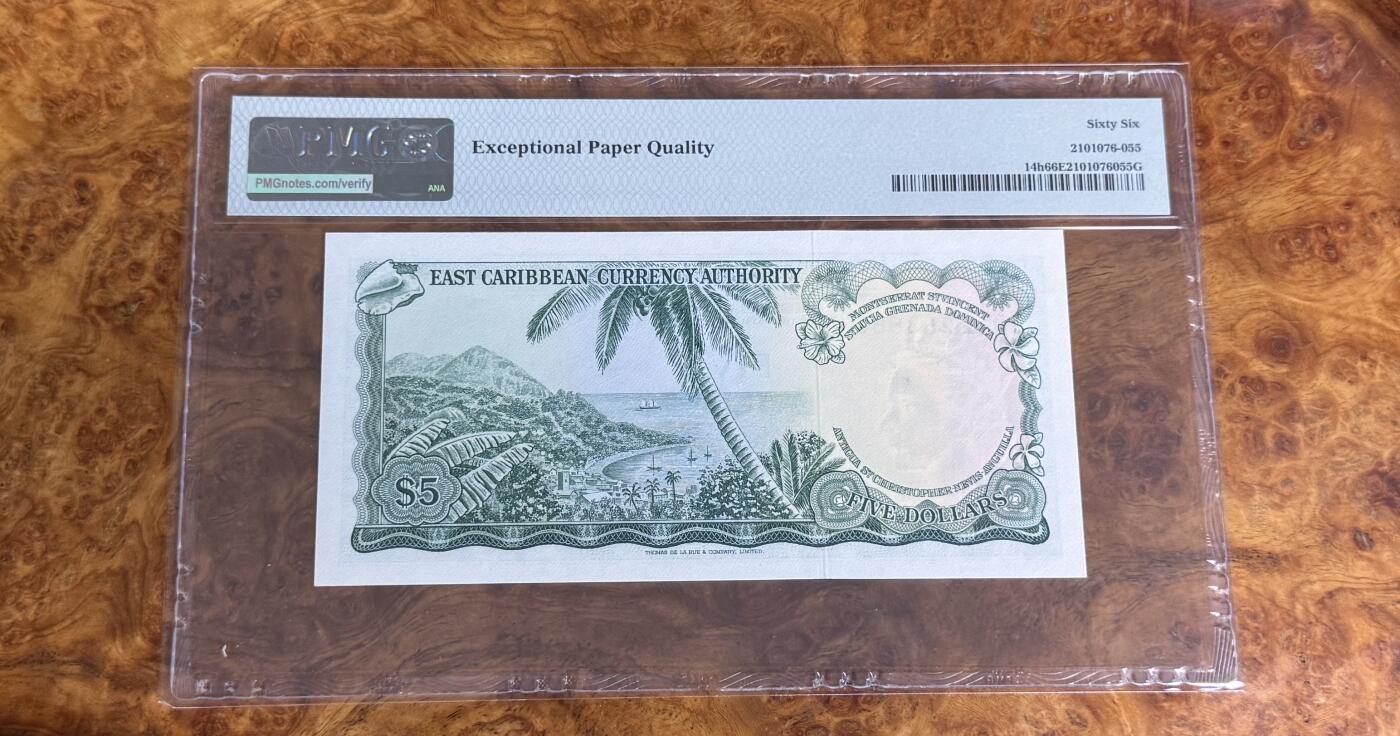 PMG
PMGnotes.com/verify
ANA
Exceptional Paper Quality
Sixty Six
2101076-055
14h66E2101076055G
EAST CARIBBEAN CURRENCY AUTHORITY
MONTSERRAT ST VINCENT
ST LUCIA GRENADA DOMINICA
ANTIGUA ST CHRISTOPHER NEVIS ANGUILLA
$5
FIVE DOLLARS
THOMAS DE LA RUE & COMPANY, LIMITED.